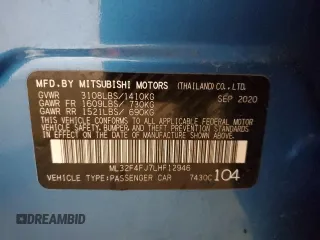 MFD.BY MITSUBISHI MOTORS (THAILAND)CO.,LTD.
GVWR 3108LBS/1410KG
GAWR FR 1609LBS/ 730KG SEP 2020
GAWR RR 1521LBS/ 690KG
THIS VEHICLE CONFORMS TO ALL APPLICABLE
FEDERAL MOTOR VEHICLE SAFETY, BUMPER,
AND THEFT PREVENTION STANDARDS
IN EFFECT ON THE DATE OF MANUFACTURE
SHOWN ABOVE.
ML32F4FJ7LHF12946
VEHICLE TYPE:PASSENGER CAR 7430C 104
DREAMBID